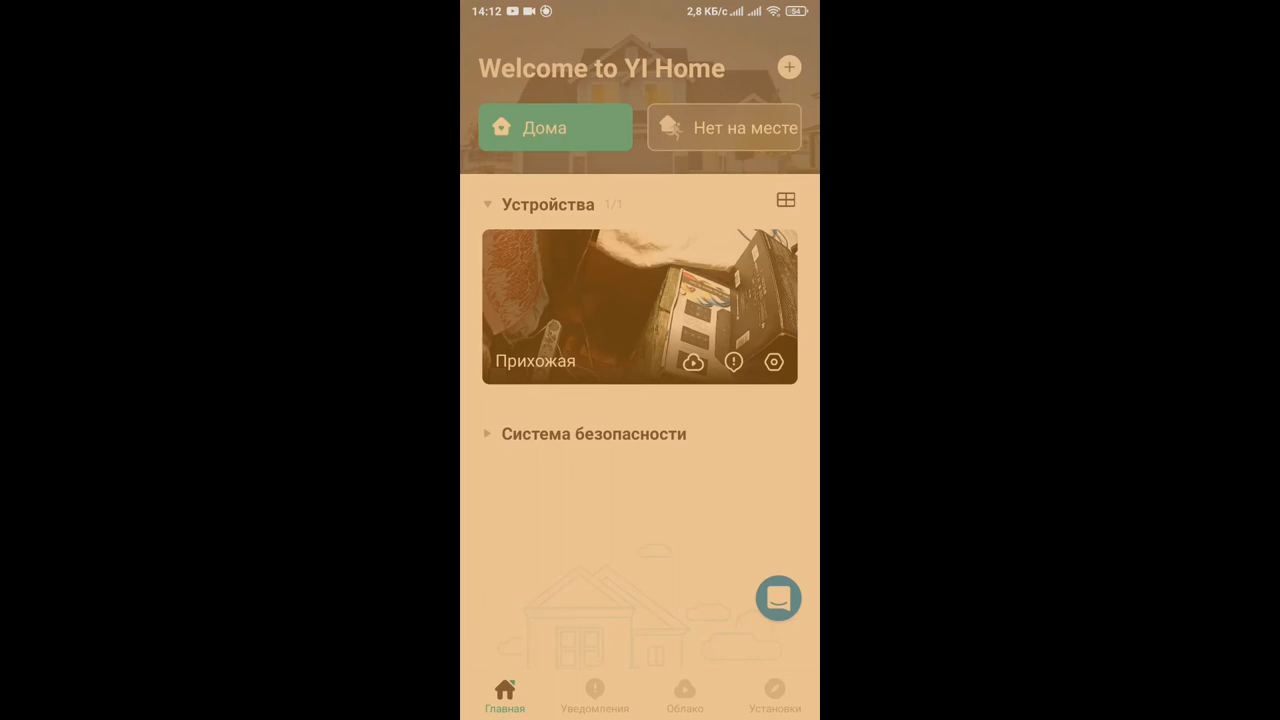 14:12 2,8 КБ/с 54
Welcome to YI Home
Дома Нет на месте
Устройства 1/1
Прихожая
Система безопасности
Главная Уведомления Облако Установки